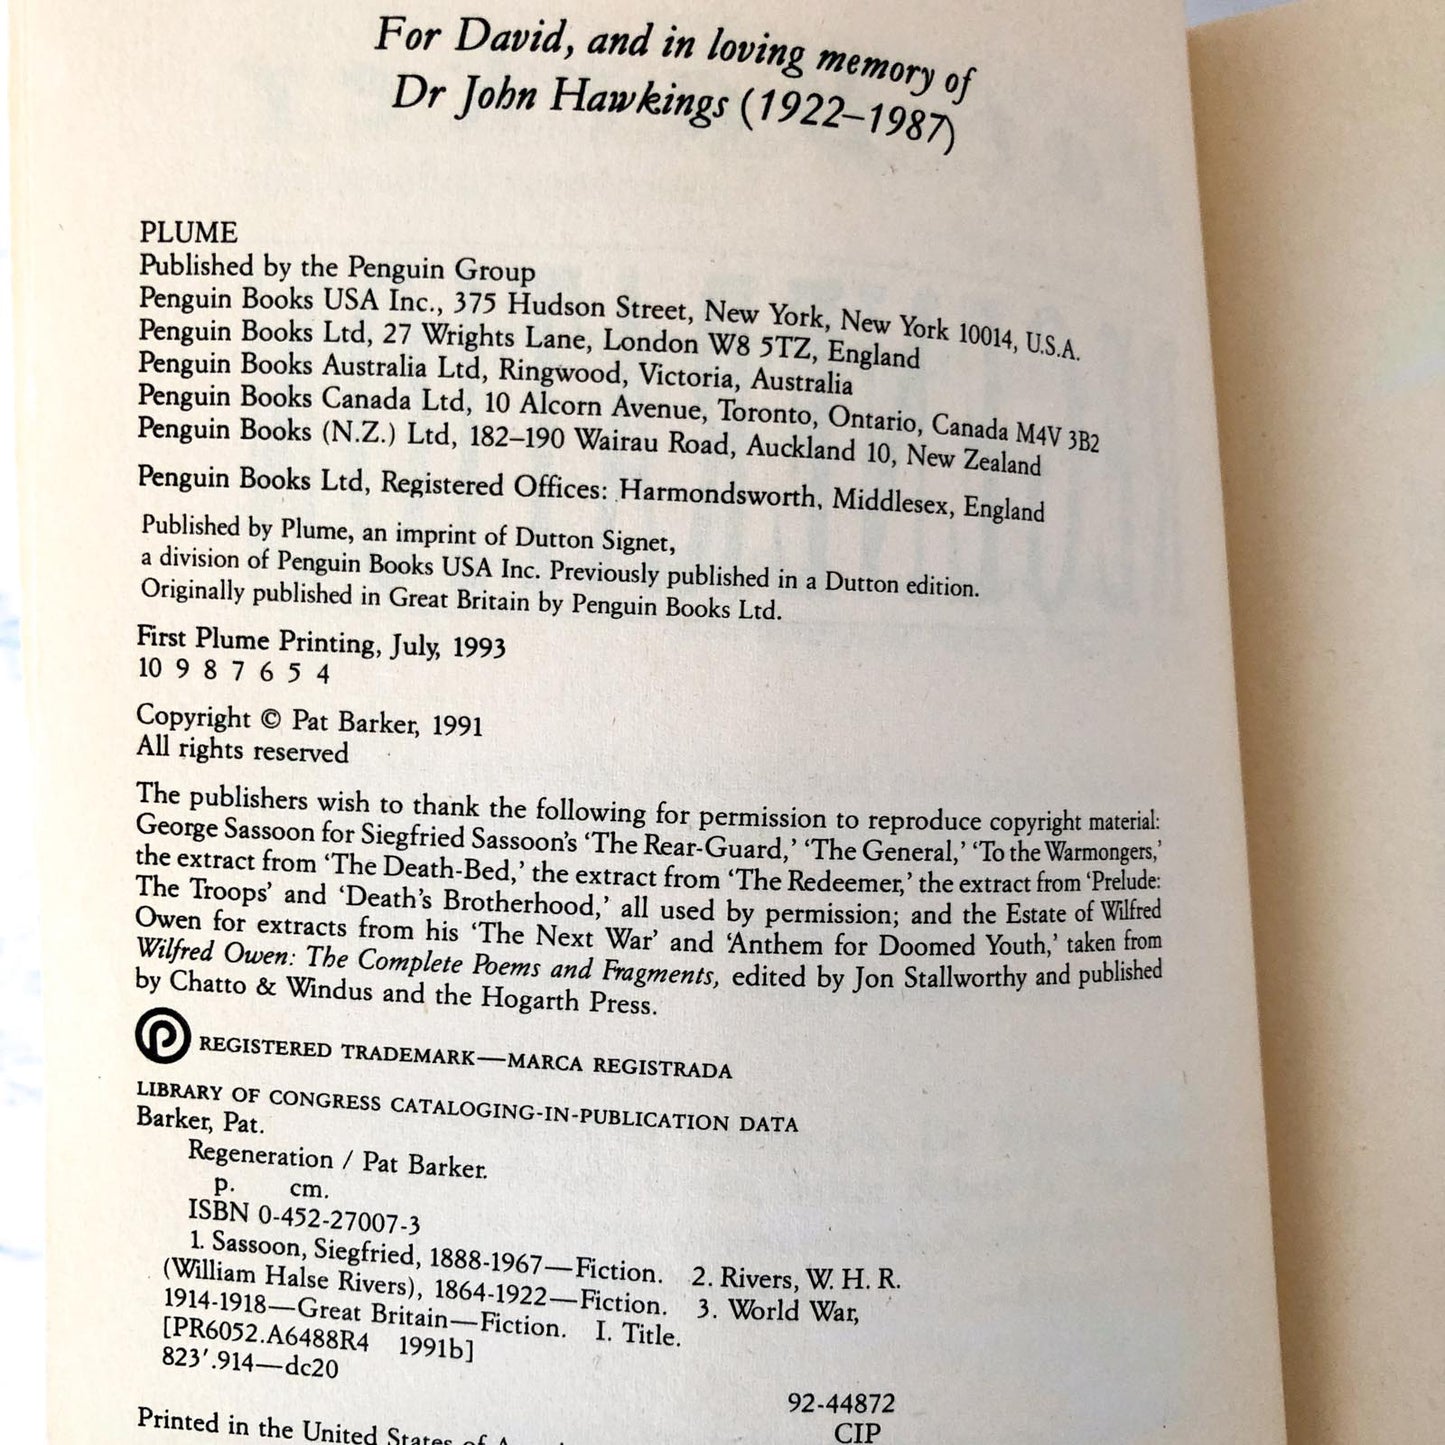 For David, and in loving memory of
Dr John Hawkings (1922–1987)
PLUME
Published by the Penguin Group
Penguin Books USA Inc., 375 Hudson Street, New York, New York 10014, U.S.A.
Penguin Books Ltd, 27 Wrights Lane, London W8 5TZ, England
Penguin Books Australia Ltd, Ringwood, Victoria, Australia
Penguin Books Canada Ltd, 10 Alcorn Avenue, Toronto, Ontario, Canada M4V 3B2
Penguin Books (N.Z.) Ltd, 182–190 Wairau Road, Auckland 10, New Zealand
Penguin Books Ltd, Registered Offices: Harmondsworth, Middlesex, England
Published by Plume, an imprint of Dutton Signet,
a division of Penguin Books USA Inc. Previously published in a Dutton edition.
Originally published in Great Britain by Penguin Books Ltd.
First Plume Printing, July, 1993
10 9 8 7 6 5 4
Copyright © Pat Barker, 1991
All rights reserved
The publishers wish to thank the following for permission to reproduce copyright material:
George Sassoon for Siegfried Sassoon's ‘The Rear-Guard,’ ‘The General,’ ‘To the Warmongers,’
the extract from ‘The Death-Bed,’ the extract from ‘The Redeemer,’ the extract from ‘Prelude:
The Troops’ and ‘Death's Brotherhood,’ all used by permission; and the Estate of Wilfred
Owen for extracts from his ‘The Next War’ and ‘Anthem for Doomed Youth,’ taken from
Wilfred Owen: The Complete Poems and Fragments, edited by Jon Stallworthy and published
by Chatto & Windus and the Hogarth Press.
P REGISTERED TRADEMARK—MARCA REGISTRADA
LIBRARY OF CONGRESS CATALOGING-IN-PUBLICATION DATA
Barker, Pat.
Regeneration / Pat Barker.
p. cm.
ISBN 0-452-27007-3
1. Sassoon, Siegfried, 1888-1967—Fiction. 2. Rivers, W. H. R.
(William Halse Rivers), 1864-1922—Fiction. 3. World War,
1914-1918—Great Britain—Fiction. I. Title.
[PR6052.A6488R4 1991b]
823′.914—dc20
92-44872
CIP
Printed in the United States of